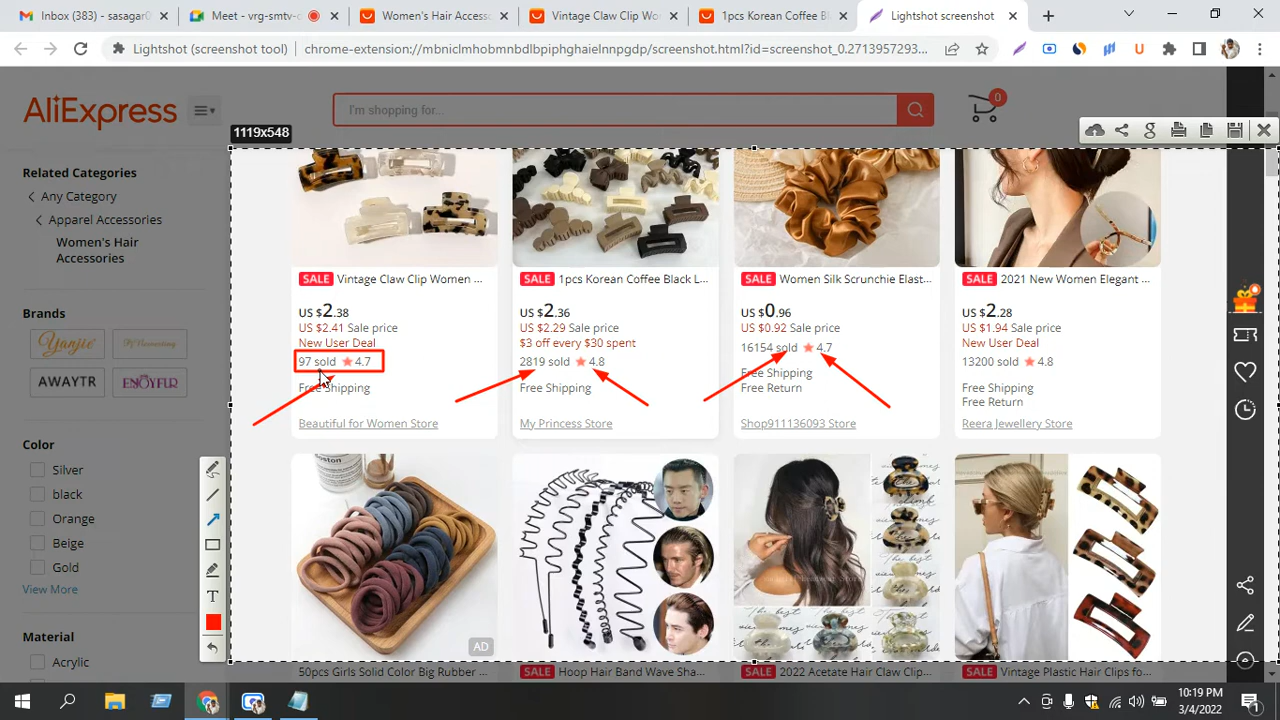 Inbox (383) - sasagar0
Meet - vrg-smtv-c
Women's Hair Access
Vintage Claw Clip Wo
1pcs Korean Coffee Bl
Lightshot screenshot
Lightshot (screenshot tool)
chrome-extension://mbniclmhobmnbdlbpiphghaielnnpgdp/screenshot.html?id=screenshot_0.2713957293...
AliExpress
I'm shopping for...
0
1119x548
Related Categories
Any Category
Apparel Accessories
Women's Hair
Accessories
Brands
Yanjie
AWAYTR
ENJOYFUR
Color
Silver
black
Orange
Beige
Gold
View More
Material
Acrylic
SALE Vintage Claw Clip Women ...
US $2.38
US $2.41 Sale price
New User Deal
97 sold 4.7
Free Shipping
Beautiful for Women Store
SALE 1pcs Korean Coffee Black L...
US $2.36
US $2.29 Sale price
$3 off every $30 spent
2819 sold 4.8
Free Shipping
My Princess Store
SALE Women Silk Scrunchie Elast...
US $0.96
US $0.92 Sale price
16154 sold 4.7
Free Shipping
Free Return
Shop911136093 Store
SALE 2021 New Women Elegant ...
US $2.28
US $1.94 Sale price
New User Deal
13200 sold 4.8
Free Shipping
Free Return
Reera Jewellery Store
AD
50pcs Girls Solid Color Big Rubber ...
SALE Hoop Hair Band Wave Sha...
SALE 2022 Acetate Hair Claw Clip...
SALE Vintage Plastic Hair Clips fo...
T
10:19 PM
3/4/2022
1